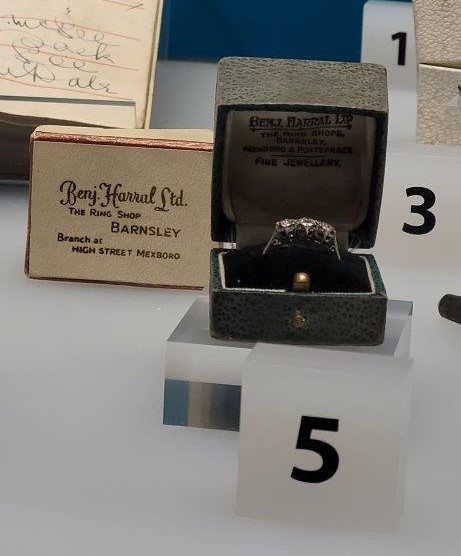 1
Benj. Harral Ltd.
THE RING SHOP
BARNSLEY
Branch at
HIGH STREET MEXBORO
BENJ. HARRAL LTD
THE RING SHOPS,
BARNSLEY,
MEXBORO & PONTEFRACT.
FINE JEWELLERY.
3
5